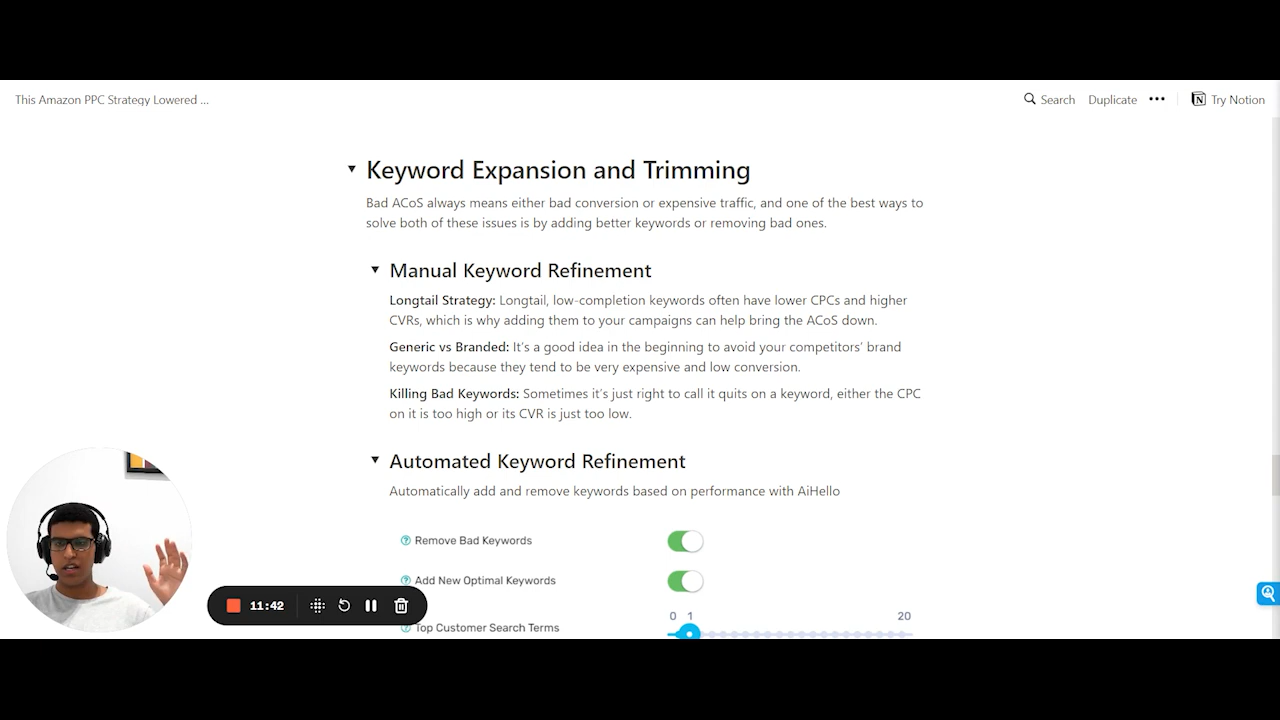 This Amazon PPC Strategy Lowered ...
Search Duplicate ••• Try Notion
Keyword Expansion and Trimming
Bad ACoS always means either bad conversion or expensive traffic, and one of the best ways to
solve both of these issues is by adding better keywords or removing bad ones.
Manual Keyword Refinement
Longtail Strategy: Longtail, low-completion keywords often have lower CPCs and higher
CVRs, which is why adding them to your campaigns can help bring the ACoS down.
Generic vs Branded: It's a good idea in the beginning to avoid your competitors' brand
keywords because they tend to be very expensive and low conversion.
Killing Bad Keywords: Sometimes it's just right to call it quits on a keyword, either the CPC
on it is too high or its CVR is just too low.
Automated Keyword Refinement
Automatically add and remove keywords based on performance with AiHello
Remove Bad Keywords
Add New Optimal Keywords
11:42
0 1 20
Top Customer Search Terms